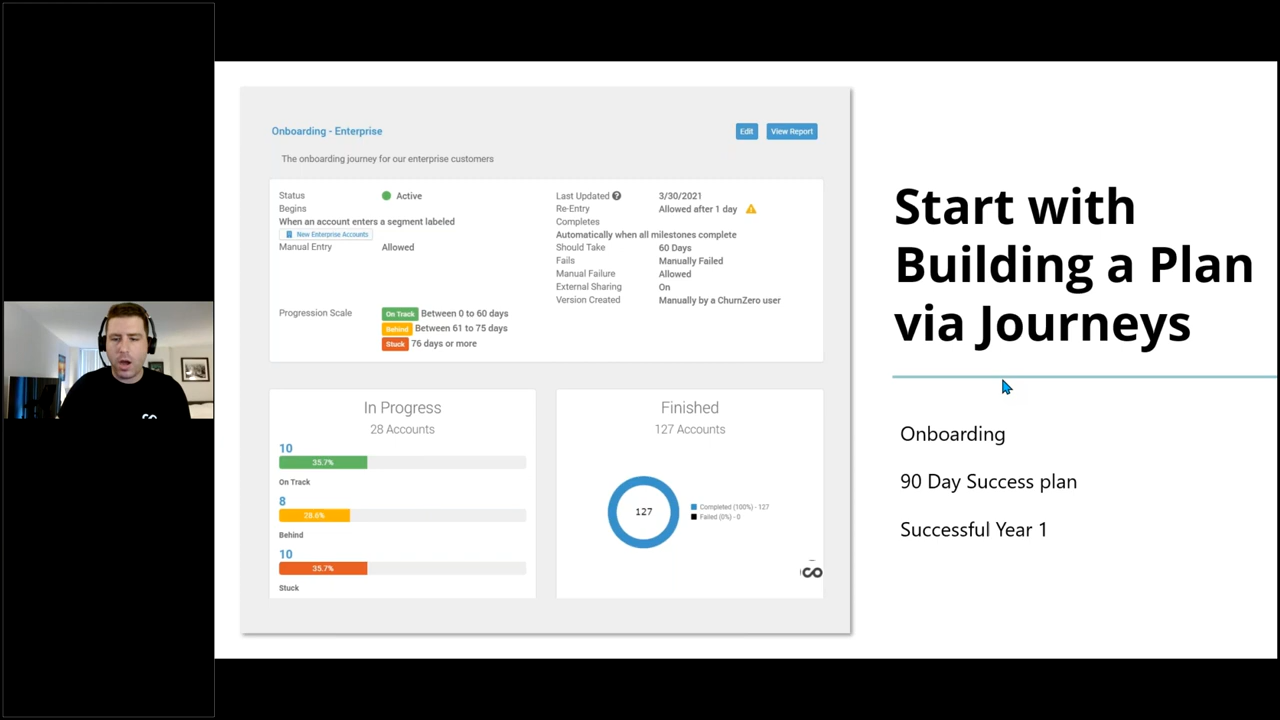 Onboarding - Enterprise
Edit
View Report
The onboarding journey for our enterprise customers
Status Active
Begins
When an account enters a segment labeled
New Enterprise Accounts
Manual Entry Allowed
Last Updated 3/30/2021
Re-Entry Allowed after 1 day
Completes
Automatically when all milestones complete
Should Take 60 Days
Fails Manually Failed
Manual Failure Allowed
External Sharing On
Version Created Manually by a ChurnZero user
Progression Scale On Track Between 0 to 60 days
Behind Between 61 to 75 days
Stuck 76 days or more
In Progress
28 Accounts
10
35.7%
On Track
8
28.6%
Behind
10
35.7%
Stuck
Finished
127 Accounts
127
Completed (100%) - 127
Failed (0%) - 0
Start with
Building a Plan
via Journeys
Onboarding
90 Day Success plan
Successful Year 1